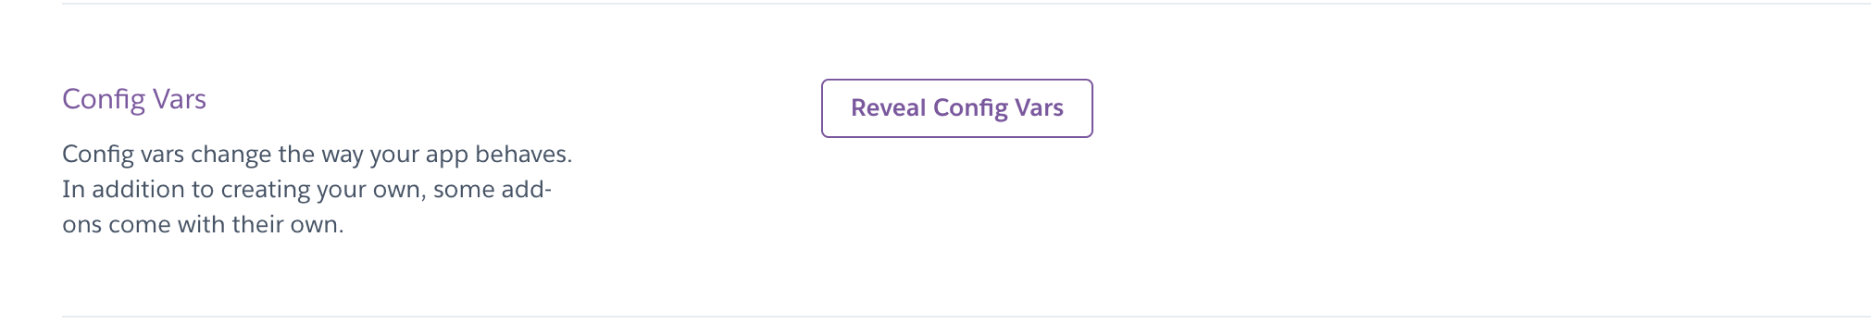 Config Vars
Config vars change the way your app behaves.
In addition to creating your own, some add-
ons come with their own.
Reveal Config Vars